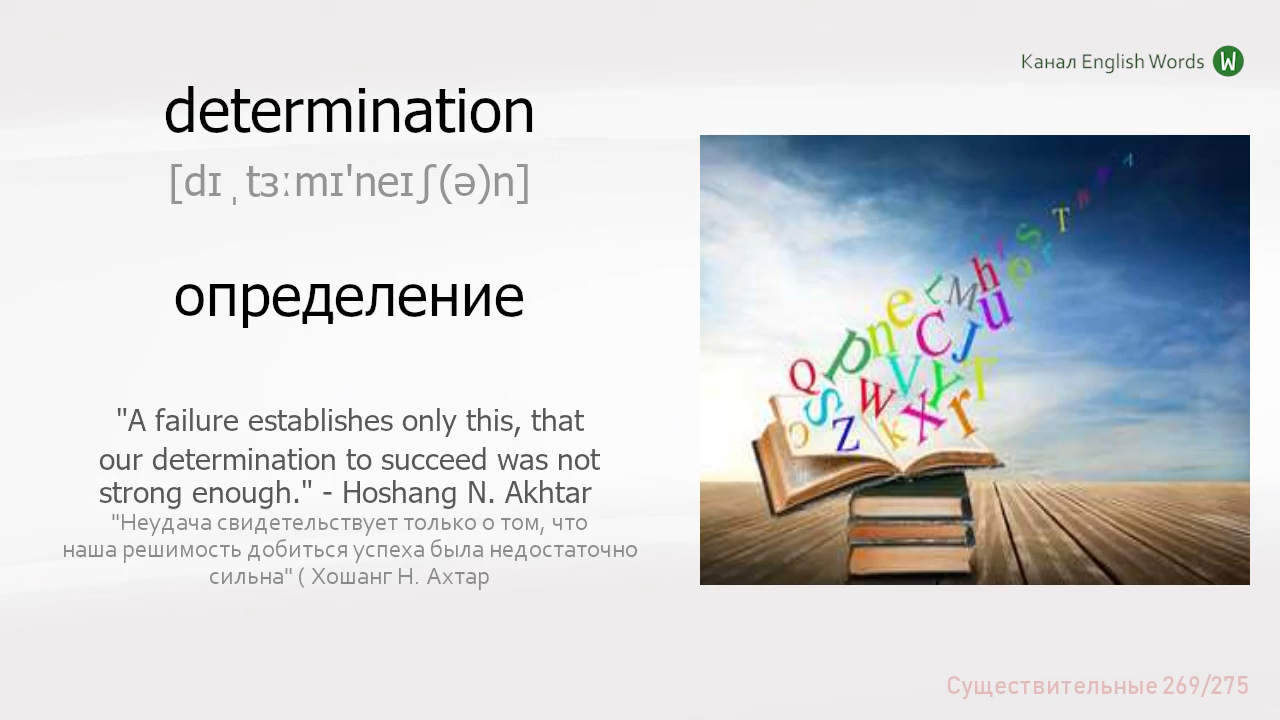 Канал English Words W
determination
[dɪˌtɜːmɪ'neɪʃ(ə)n]
определение
"A failure establishes only this, that
our determination to succeed was not
strong enough." - Hoshang N. Akhtar
"Неудача свидетельствует только о том, что
наша решимость добиться успеха была недостаточно
сильна" ( Хошанг Н. Ахтар
Существительные 269/275